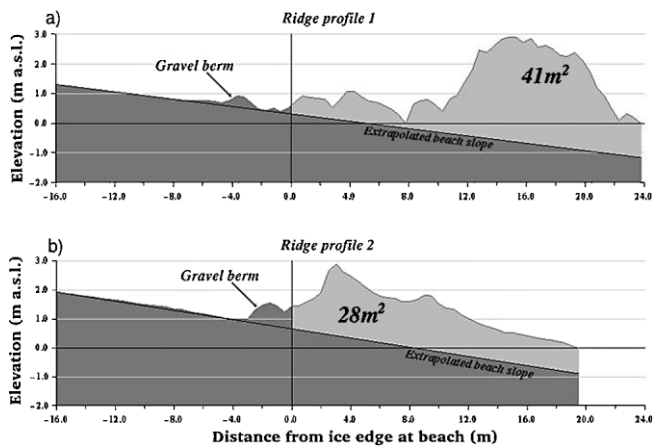 a)
Ridge profile 1
Elevation (m a.s.l.)
3.0
2.0
1.0
0.0
-1.0
-2.0
Gravel berm
41m²
Extrapolated beach slope
-16.0 -12.0 -8.0 -4.0 0.0 4.0 8.0 12.0 16.0 20.0 24.0
b)
Ridge profile 2
Elevation (m a.s.l.)
3.0
2.0
1.0
0.0
-1.0
-2.0
Gravel berm
28m²
Extrapolated beach slope
-16.0 -12.0 -8.0 -4.0 0.0 4.0 8.0 12.0 16.0 20.0 24.0
Distance from ice edge at beach (m)